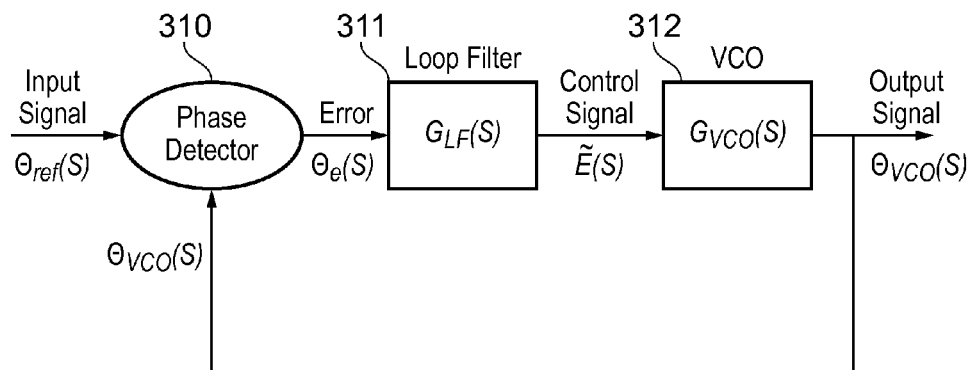 310
311
312
Input
Signal
Θref(S)
Phase
Detector
Error
Θe(S)
Loop Filter
GLF(S)
Control
Signal
Ẽ(S)
VCO
GVCO(S)
Output
Signal
ΘVCO(S)
ΘVCO(S)